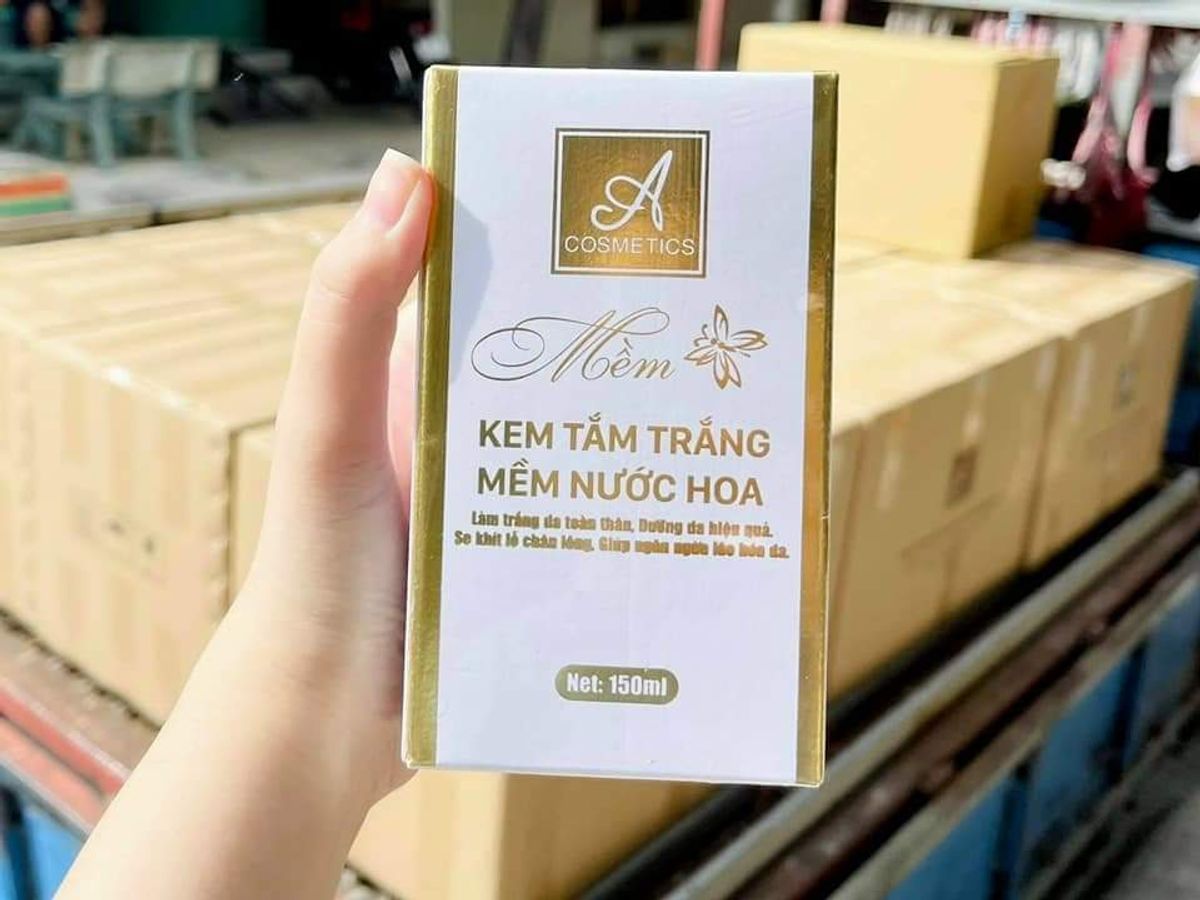 A
COSMETICS
Mềm
KEM TẮM TRẮNG
MỀM NƯỚC HOA
Làm trắng da toàn thân, Dưỡng da hiệu quả.
Se khít lỗ chân lông, Giúp ngăn ngừa lão hóa da.
Net: 150ml